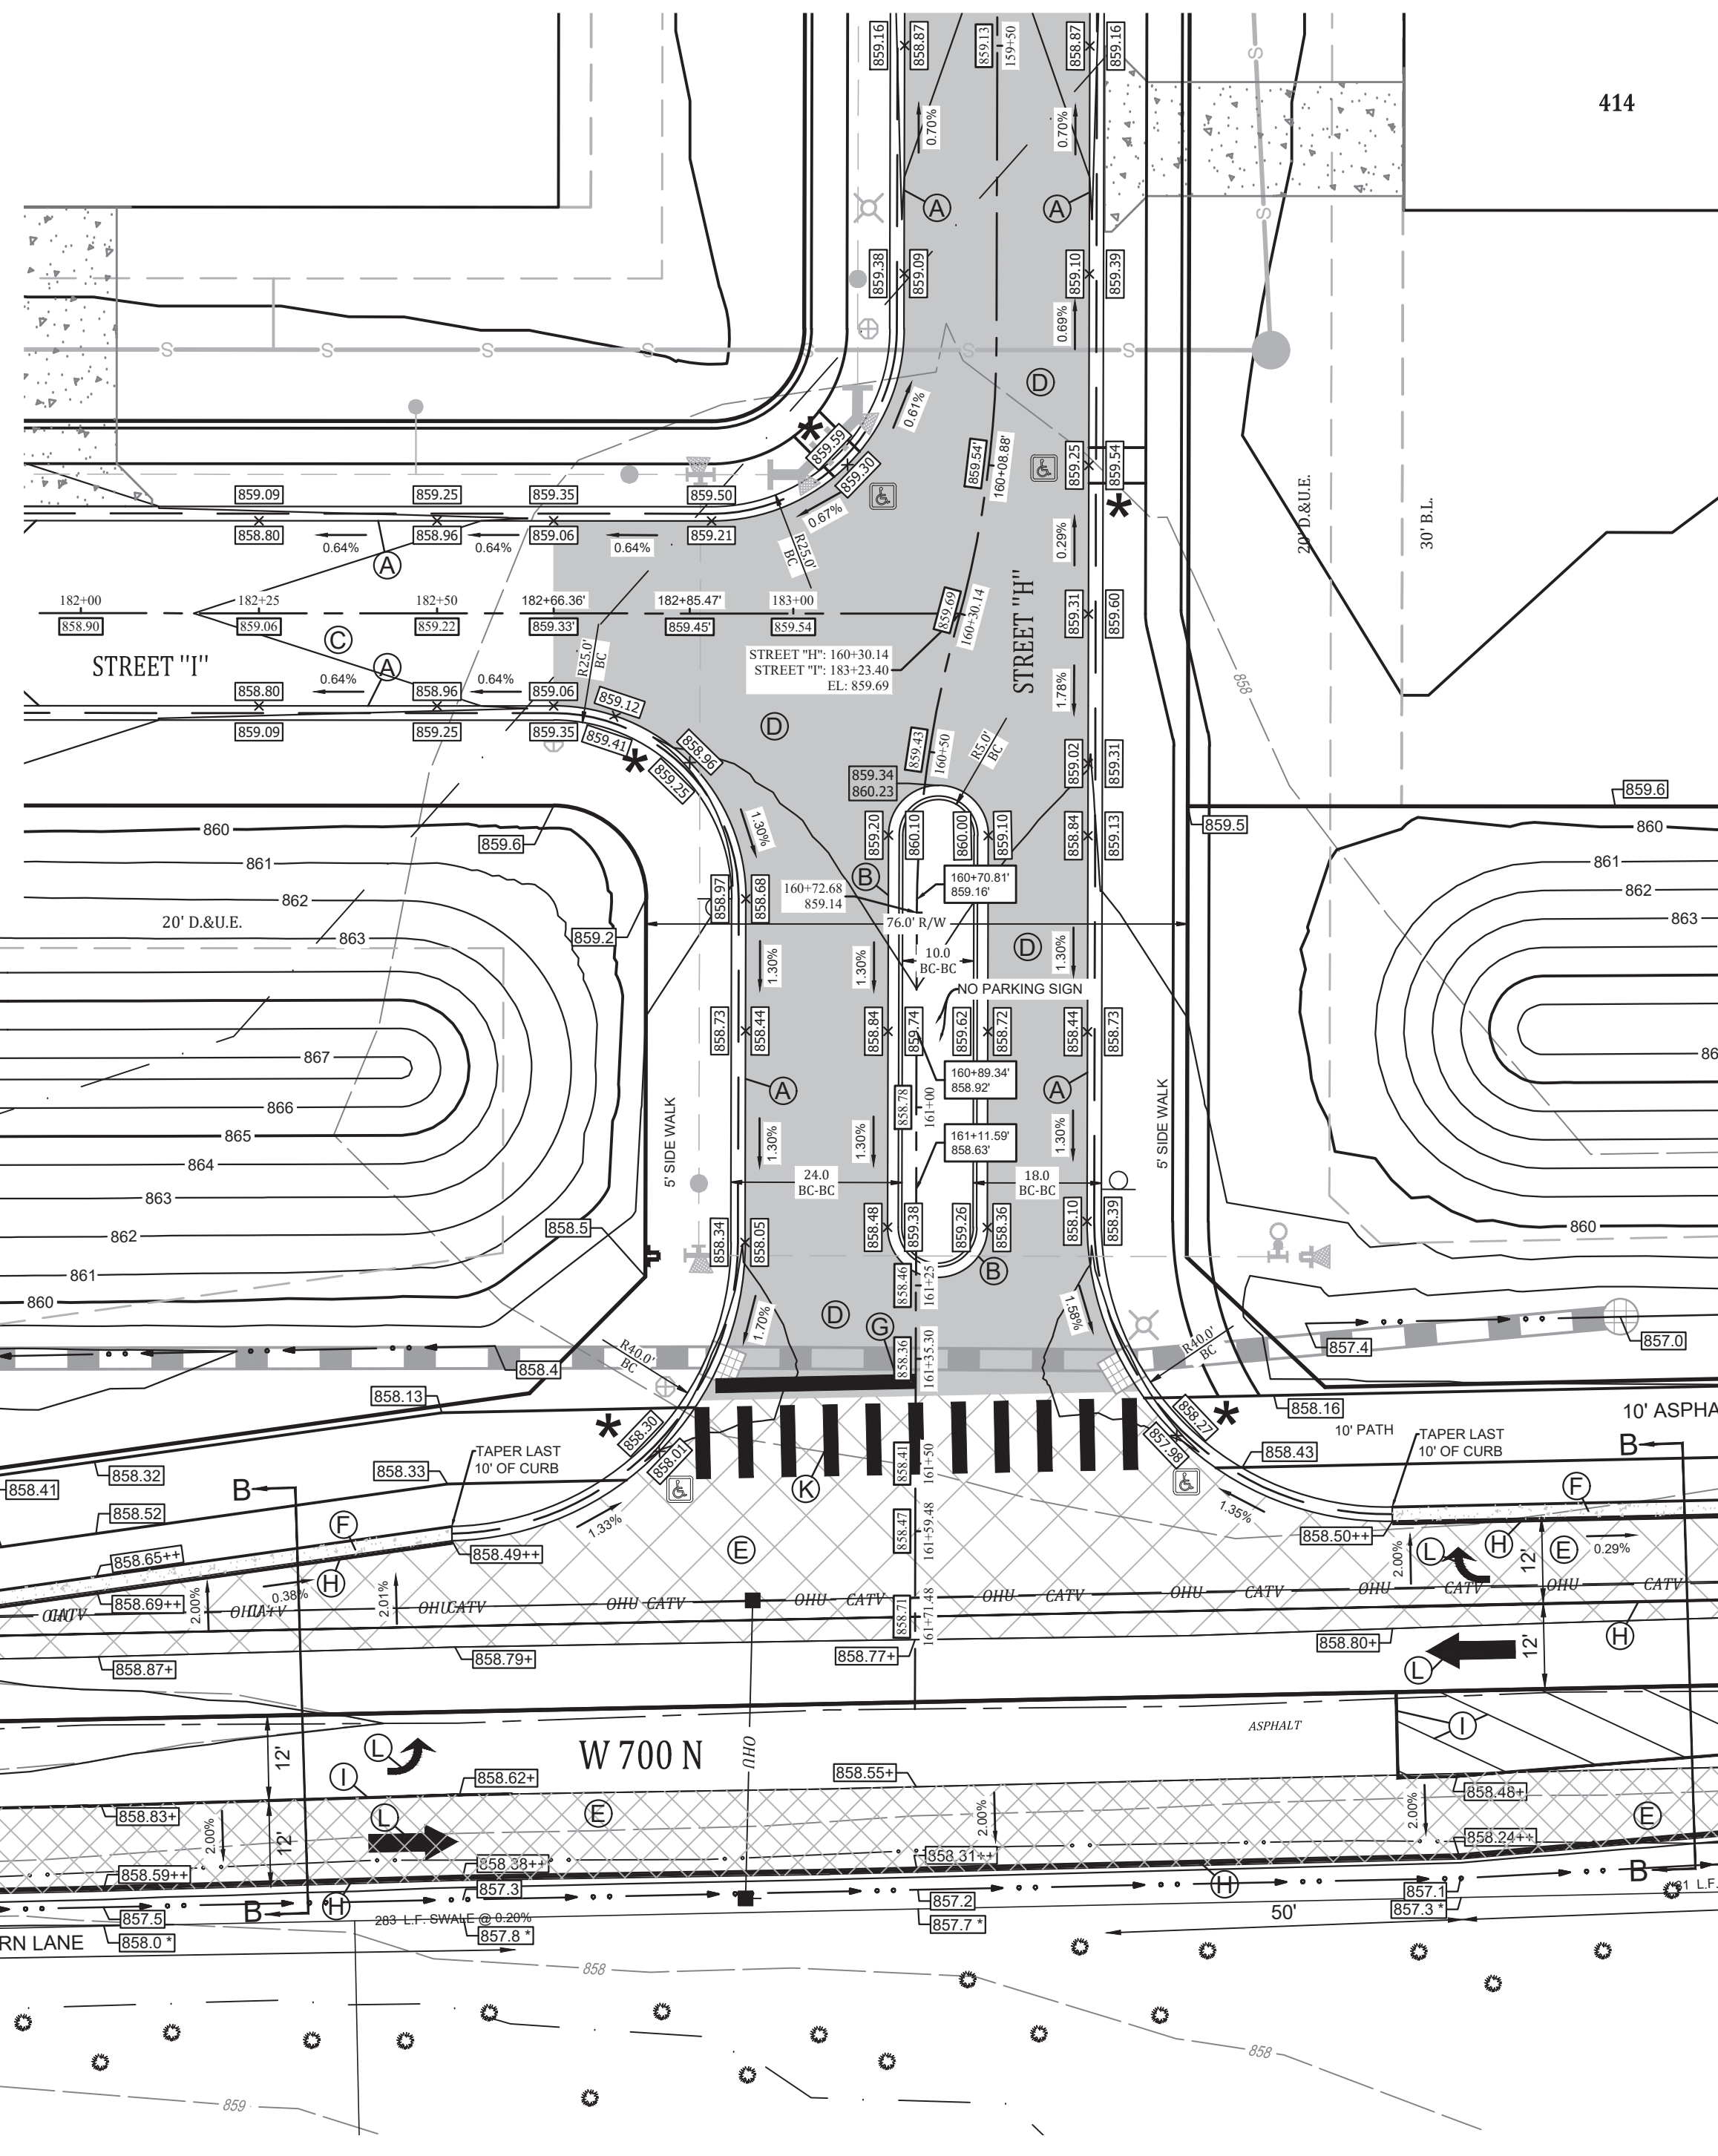 859.16
858.87
859.13
159+50
858.87
859.16
S
414
0.70%
0.70%
A
A
S
859.38
859.09
859.10
859.39
0.69%
S
S
S
S
S
S
S
D
0.61%
*
859.59
859.30
859.54'
160+08.88'
859.25
859.54
*
859.09
859.25
859.35
859.50
0.67%
858.80
858.96
859.06
859.21
0.64%
0.64%
0.64%
A
R25.0'
BC
0.29%
20' D.&U.E.
30' B.L.
182+00
182+25
182+50
182+66.36'
182+85.47'
183+00
858.90
859.06
859.22
859.33'
859.45'
859.54
859.69
160+30.14
859.31
859.60
STREET "H"
C
STREET "I"
A
R25.0'
BC
STREET "H": 160+30.14
STREET "I": 183+23.40
EL: 859.69
0.64%
0.64%
1.78%
858
858.80
858.96
859.06
859.12
859.09
859.25
859.35
859.41
D
*
858.96
859.25
859.43
160+50
R5.0'
BC
859.02
859.31
859.34
860.23
859.6
859.5
859.6
860
860
1.30%
859.20
860.10
860.00
859.10
858.84
859.13
861
861
862
862
863
863
B
160+70.81'
859.16'
160+72.68
859.14
858.97
858.68
76.0' R/W
20' D.&U.E.
859.2
D
10.0
BC-BC
1.30%
1.30%
1.30%
NO PARKING SIGN
858.73
858.44
858.84
859.74
859.62
858.72
858.44
858.73
867
86
160+89.34'
858.92'
A
A
866
858.78
161+00
865
161+11.59'
858.63'
864
1.30%
1.30%
1.30%
5' SIDE WALK
5' SIDE WALK
863
24.0
BC-BC
18.0
BC-BC
862
858.5
858.34
858.05
858.48
859.38
859.26
858.36
858.10
858.39
860
861
B
858.46
161+25
860
D
G
1.70%
1.58%
R40.0'
BC
R40.0'
BC
857.4
857.0
858.4
858.36
161+35.30
858.13
858.16
10' ASPHA
*
858.30
858.01
858.27
857.98
*
10' PATH
858.43
TAPER LAST
10' OF CURB
TAPER LAST
10' OF CURB
B
858.32
858.33
858.41
858.41
161+50
B
K
F
F
858.52
1.33%
1.35%
858.50++
858.47
161+59.48
858.49++
858.65++
E
L
H
E
12'
0.29%
2.00%
H
858.69++
2.00%
0.38%
2.01%
OHU
CATV
OHU
CATV
OHU
CATV
OHU
CATV
OHU
CATV
OHU
CATV
OHU
CATV
858.71
161+71.48
858.87+
858.79+
858.77+
858.80+
H
L
12'
ASPHALT
I
W 700 N
OHU
12'
L
I
858.62+
858.55+
858.48+
858.83+
L
E
2.00%
12'
2.00%
2.00%
E
858.59++
858.38++
858.31++
858.24++
B
H
857.3
857.2
857.1
857.5
B
H
283 L.F. SWALE @ 0.20%
50'
RN LANE
858.0 *
857.8 *
857.7 *
857.3 *
858
858
859